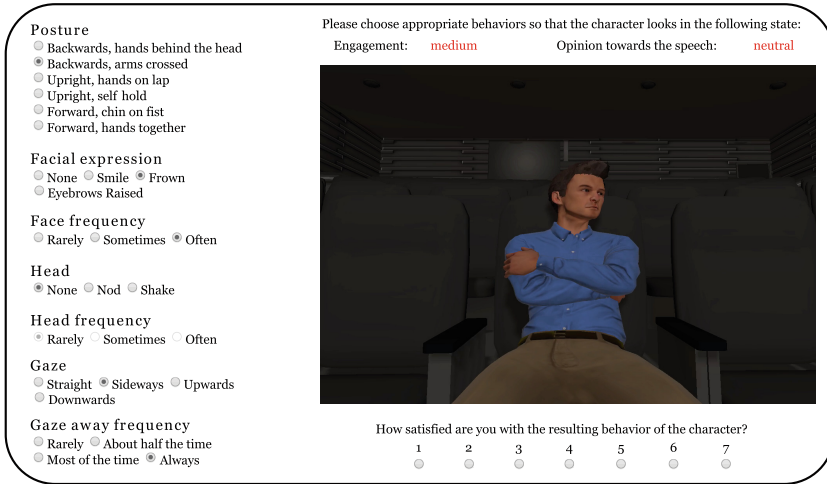 Posture
Backwards, hands behind the head
Backwards, arms crossed
Upright, hands on lap
Upright, self hold
Forward, chin on fist
Forward, hands together
Facial expression
None Smile Frown
Eyebrows Raised
Face frequency
Rarely Sometimes Often
Head
None Nod Shake
Head frequency
Rarely Sometimes Often
Gaze
Straight Sideways Upwards
Downwards
Gaze away frequency
Rarely About half the time
Most of the time Always
Please choose appropriate behaviors so that the character looks in the following state:
Engagement: medium Opinion towards the speech: neutral
How satisfied are you with the resulting behavior of the character?
1 2 3 4 5 6 7